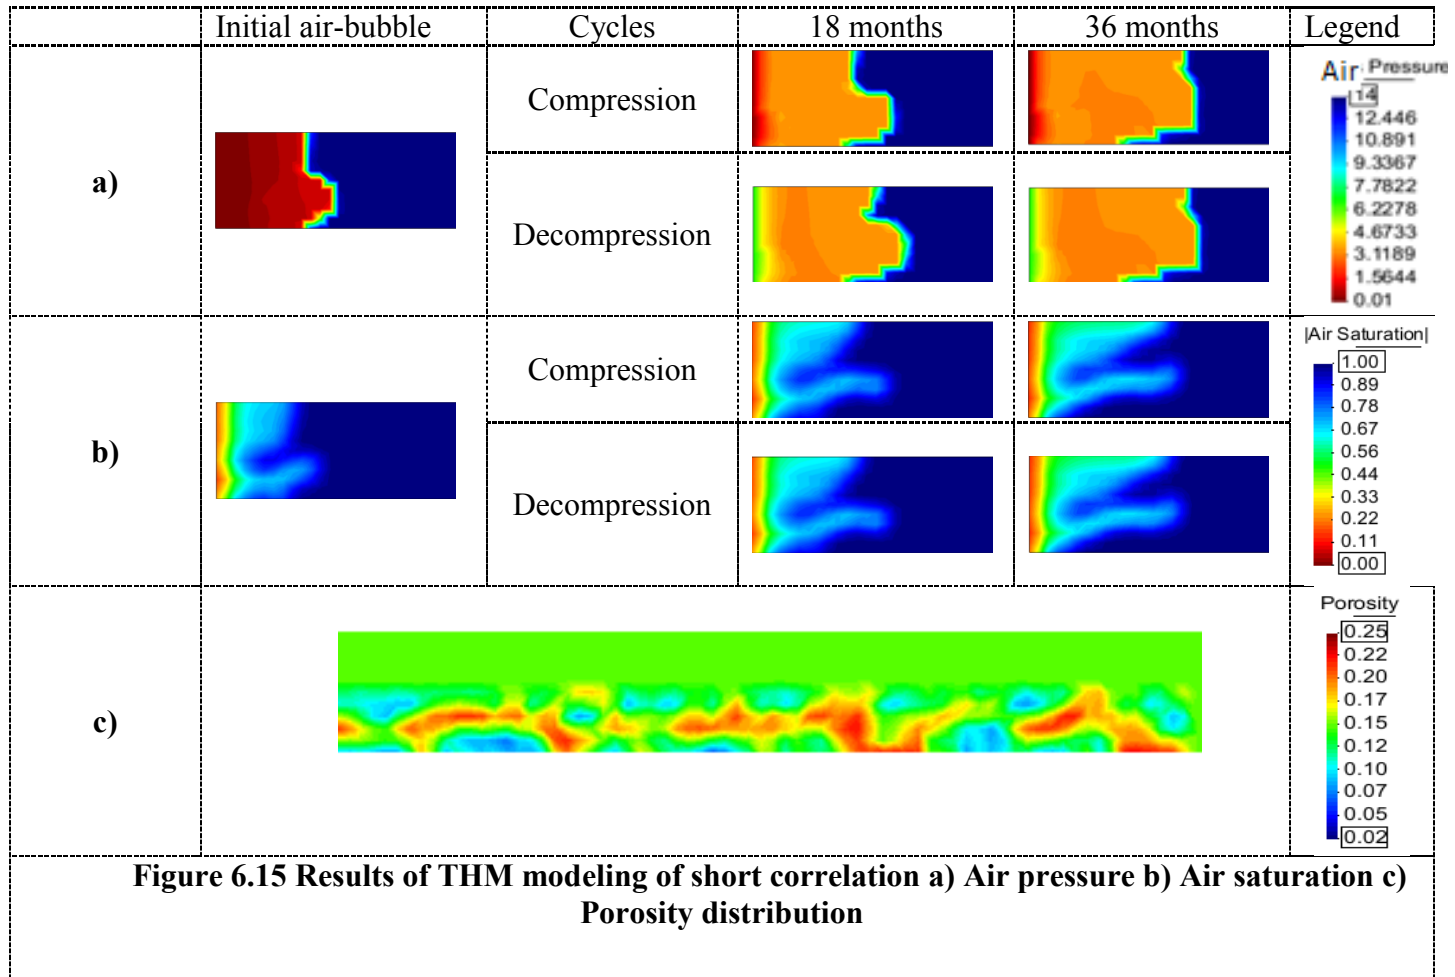 Initial air-bubble Cycles 18 months 36 months Legend
a)
Compression
Decompression
Air Pressure
14
12.446
10.891
9.3367
7.7822
6.2278
4.6733
3.1189
1.5644
0.01
b)
Compression
Decompression
|Air Saturation|
1.00
0.89
0.78
0.67
0.56
0.44
0.33
0.22
0.11
0.00
c)
Porosity
0.25
0.22
0.20
0.17
0.15
0.12
0.10
0.07
0.05
0.02
Figure 6.15 Results of THM modeling of short correlation a) Air pressure b) Air saturation c)
Porosity distribution